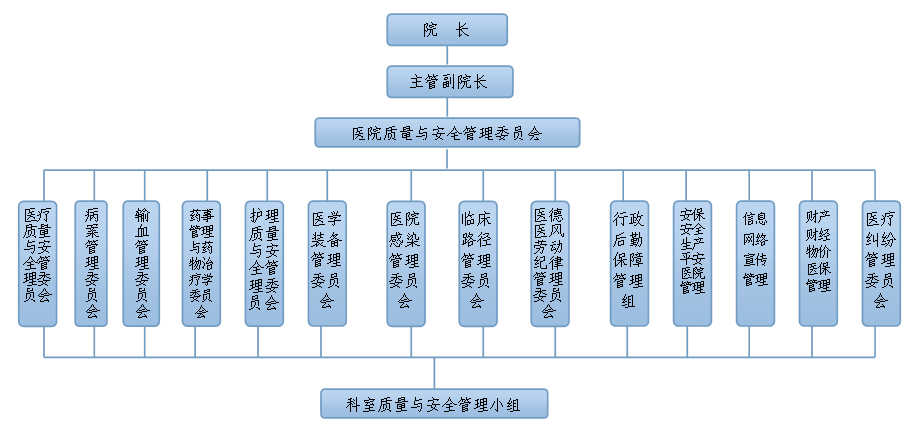 院 长
主管副院长
医院质量与安全管理委员会
医疗质量与安全管理委员会
病案管理委员会
输血管理委员会
药事管理与药物治疗学委员会
护理质量与安全管理委员会
医学装备管理委员会
医院感染管理委员会
临床路径管理委员会
医德医风劳动纪律管理委员会
行政后勤保障管理组
安保安全生产平安医院管理
信息网络宣传管理
财产财经物价医保管理
医疗纠纷管理委员会
科室质量与安全管理小组